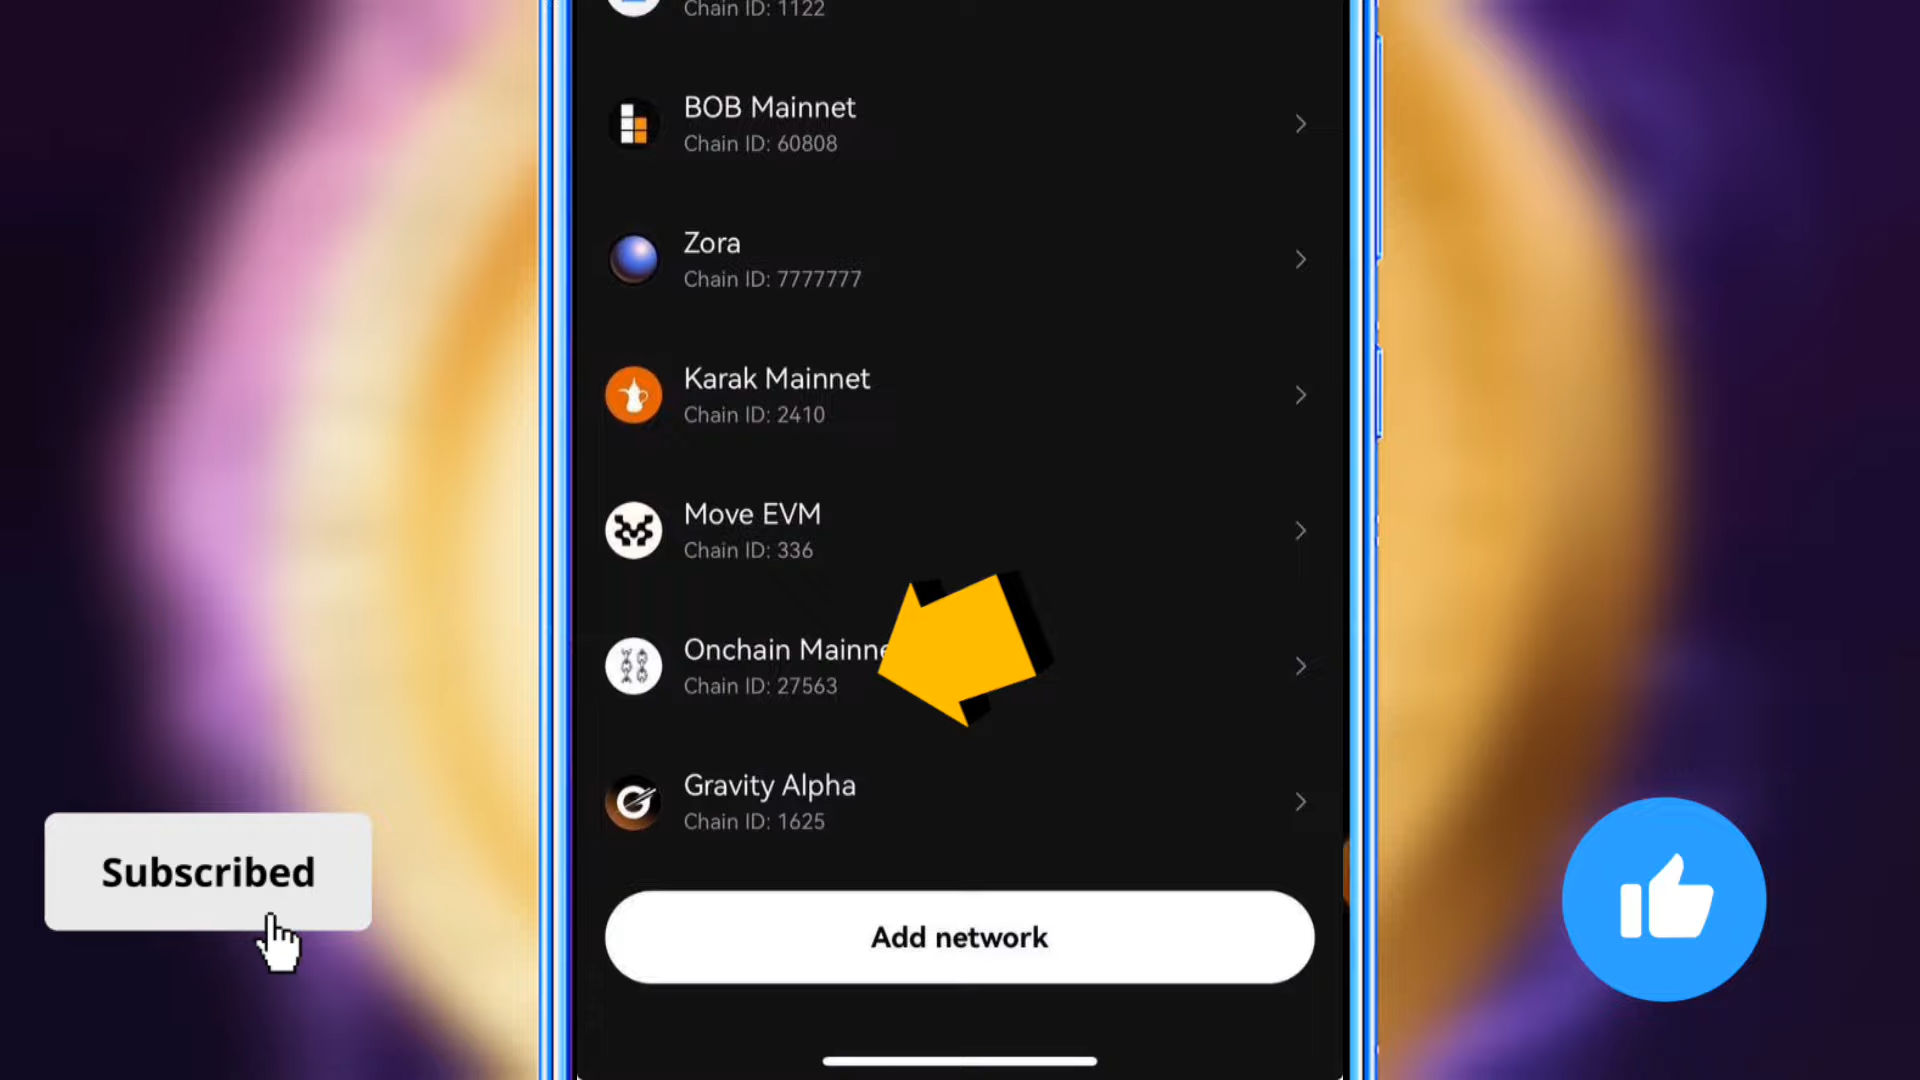 Chain ID: 1122
BOB Mainnet
Chain ID: 60808
Zora
Chain ID: 7777777
Karak Mainnet
Chain ID: 2410
Move EVM
Chain ID: 336
Onchain Mainne
Chain ID: 27563
Gravity Alpha
Chain ID: 1625
Subscribed
Add network